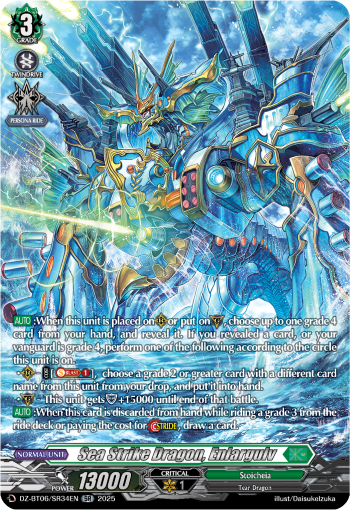 3
GRADE
TWINDRIVE
PERSONA RIDE
AUTO :When this unit is placed on or put on , choose up to one grade 4
card from your hand, and reveal it. If you revealed a card, or your
vanguard is grade 4, perform one of the following according to the circle
this unit is on.
• - COST [ SOUL BLAST 1 ], choose a grade 2 or greater card with a different card
name from this unit from your drop, and put it into hand.
• - This unit gets +15000 until end of that battle.
AUTO :When this card is discarded from hand while riding a grade 3 from the
ride deck or paying the cost for STRIDE, draw a card.
NORMAL UNIT
Sea Strike Dragon,
POWER 13000
CRITICAL
1
Stoicheia
Tear Dragon
DZ-BT06/SR34EN SR 2025
illust/DaisukeIzuka